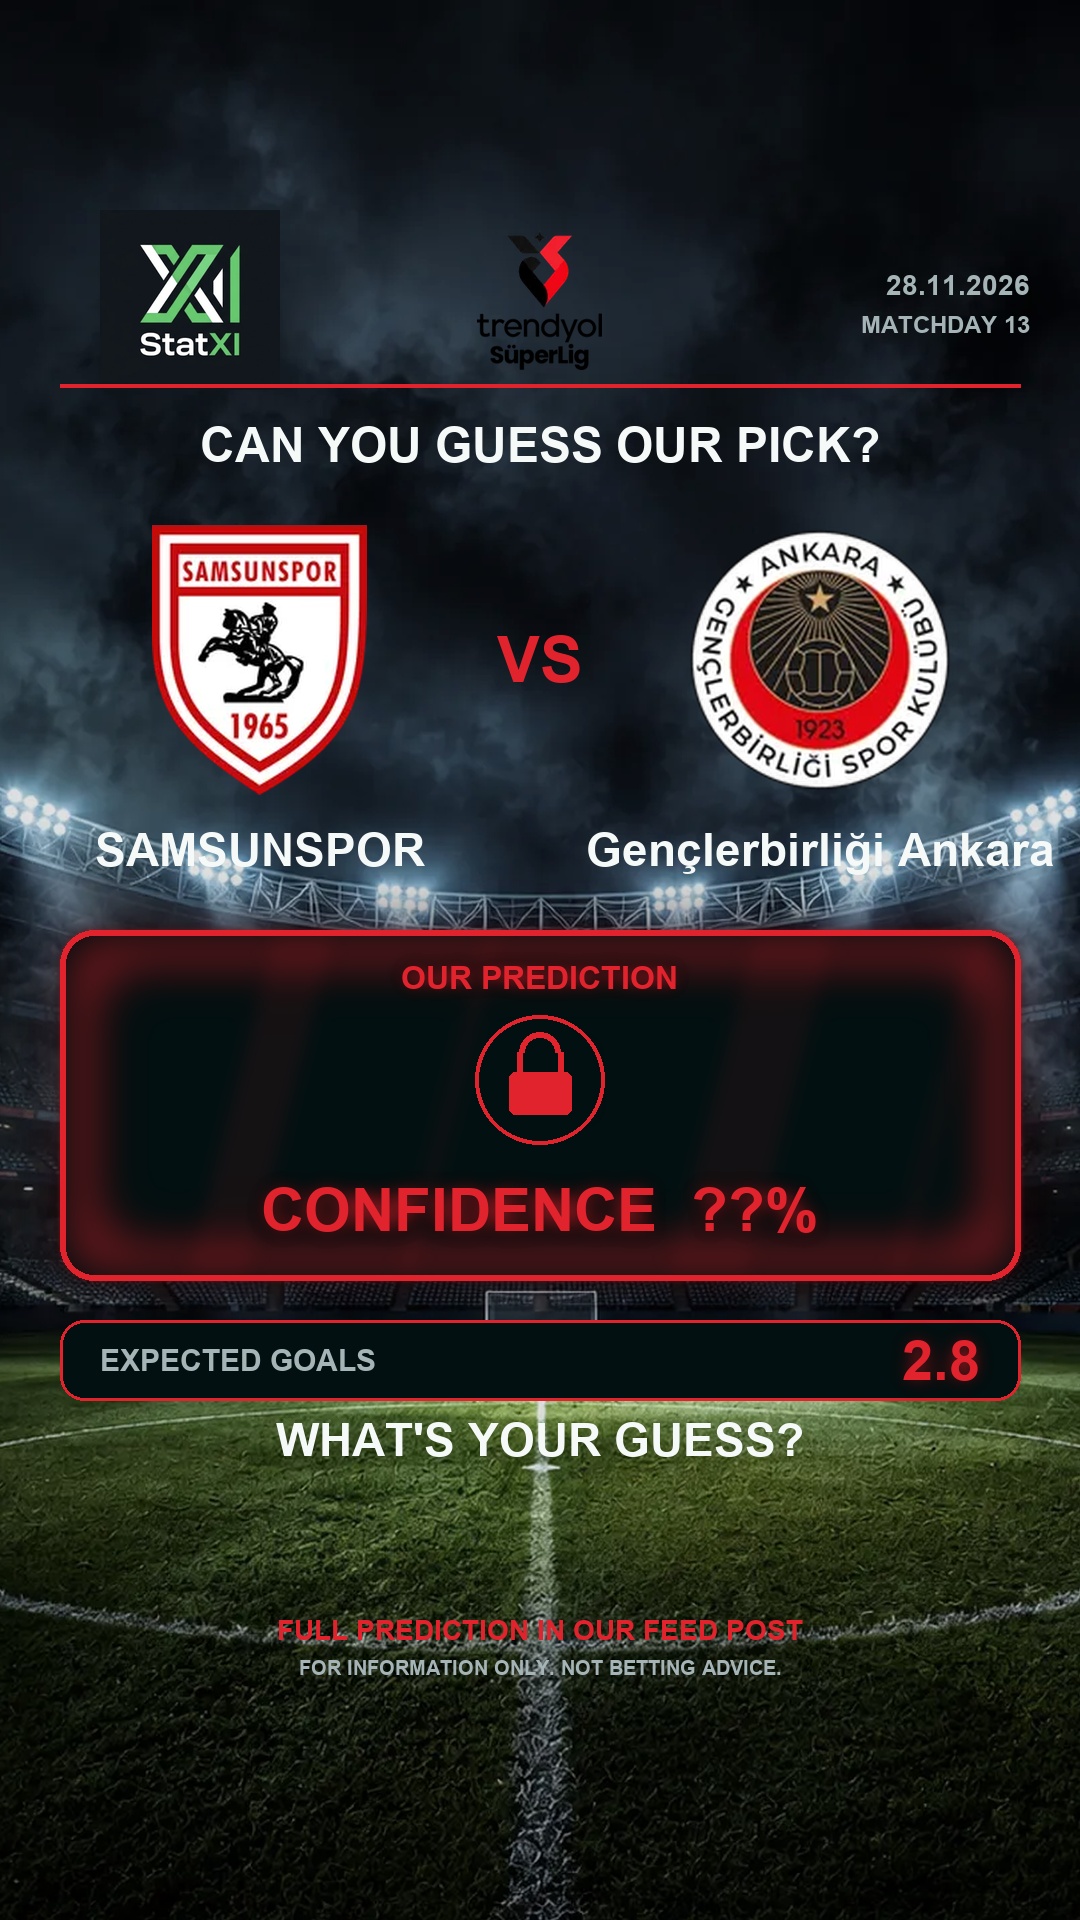 StatXI
trendyol
SüperLig
28.11.2026
MATCHDAY 13
CAN YOU GUESS OUR PICK?
SAMSUNSPOR
1965
VS
ANKARA
GENÇLERBİRLİĞİ SPOR KULÜBÜ
1923
SAMSUNSPOR
Gençlerbirliği Ankara
OUR PREDICTION
CONFIDENCE ??%
EXPECTED GOALS
2.8
WHAT'S YOUR GUESS?
FULL PREDICTION IN OUR FEED POST
FOR INFORMATION ONLY. NOT BETTING ADVICE.